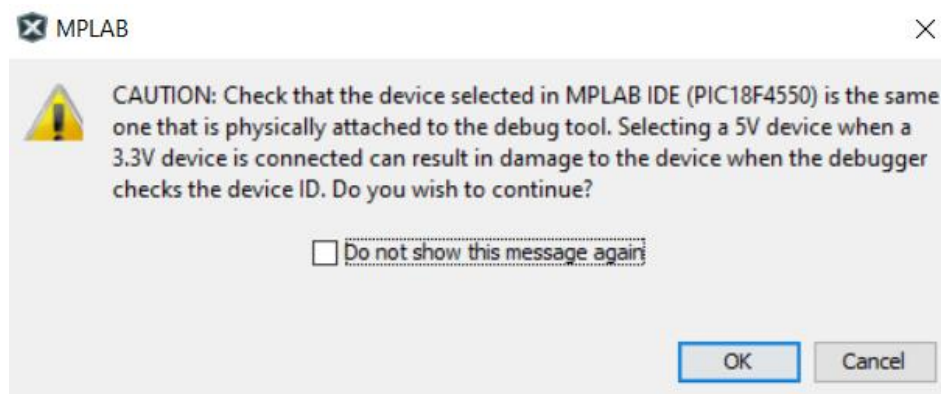 MPLAB
CAUTION: Check that the device selected in MPLAB IDE (PIC18F4550) is the same
one that is physically attached to the debug tool. Selecting a 5V device when a
3.3V device is connected can result in damage to the device when the debugger
checks the device ID. Do you wish to continue?
Do not show this message again
OK Cancel